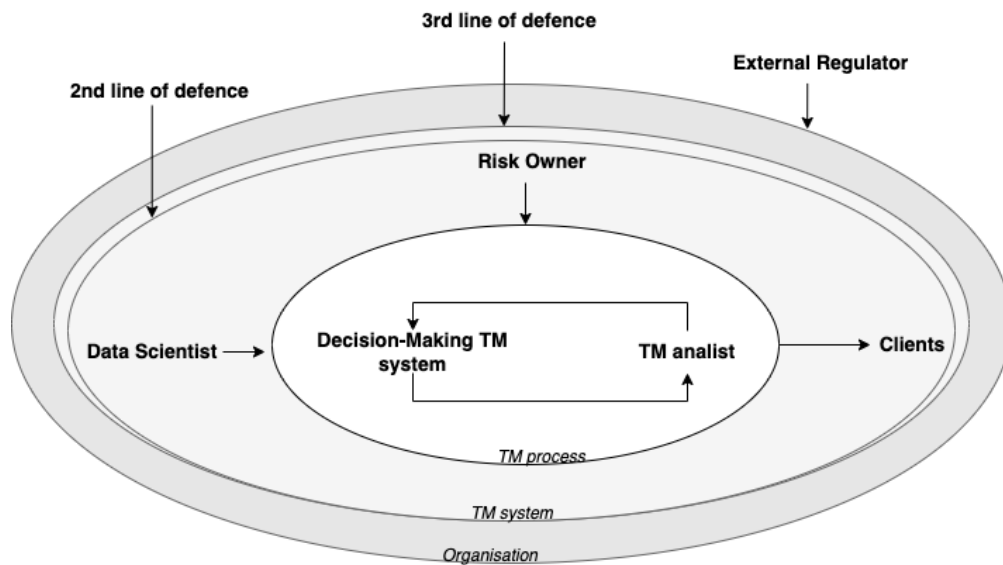 3rd line of defence
External Regulator
2nd line of defence
Risk Owner
Decision-Making TM
system
Data Scientist
TM analist
Clients
TM process
TM system
Organisation